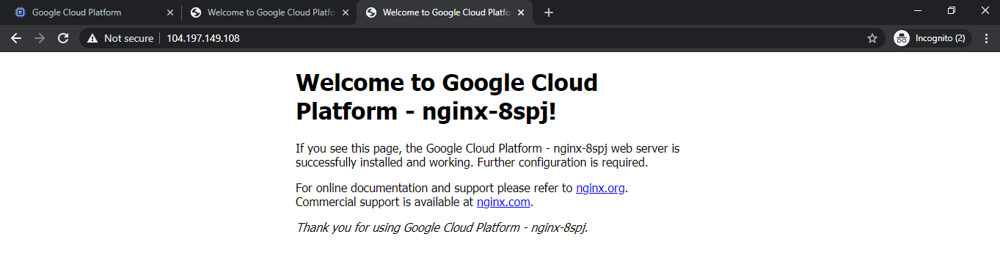 Google Cloud Platform
Welcome to Google Cloud Platfo
Welcome to Google Cloud Platfo
Not secure
104.197.149.108
Incognito (2)
Welcome to Google Cloud
Platform - nginx-8spj!
If you see this page, the Google Cloud Platform - nginx-8spj web server is
successfully installed and working. Further configuration is required.
For online documentation and support please refer to nginx.org.
Commercial support is available at nginx.com.
Thank you for using Google Cloud Platform - nginx-8spj.